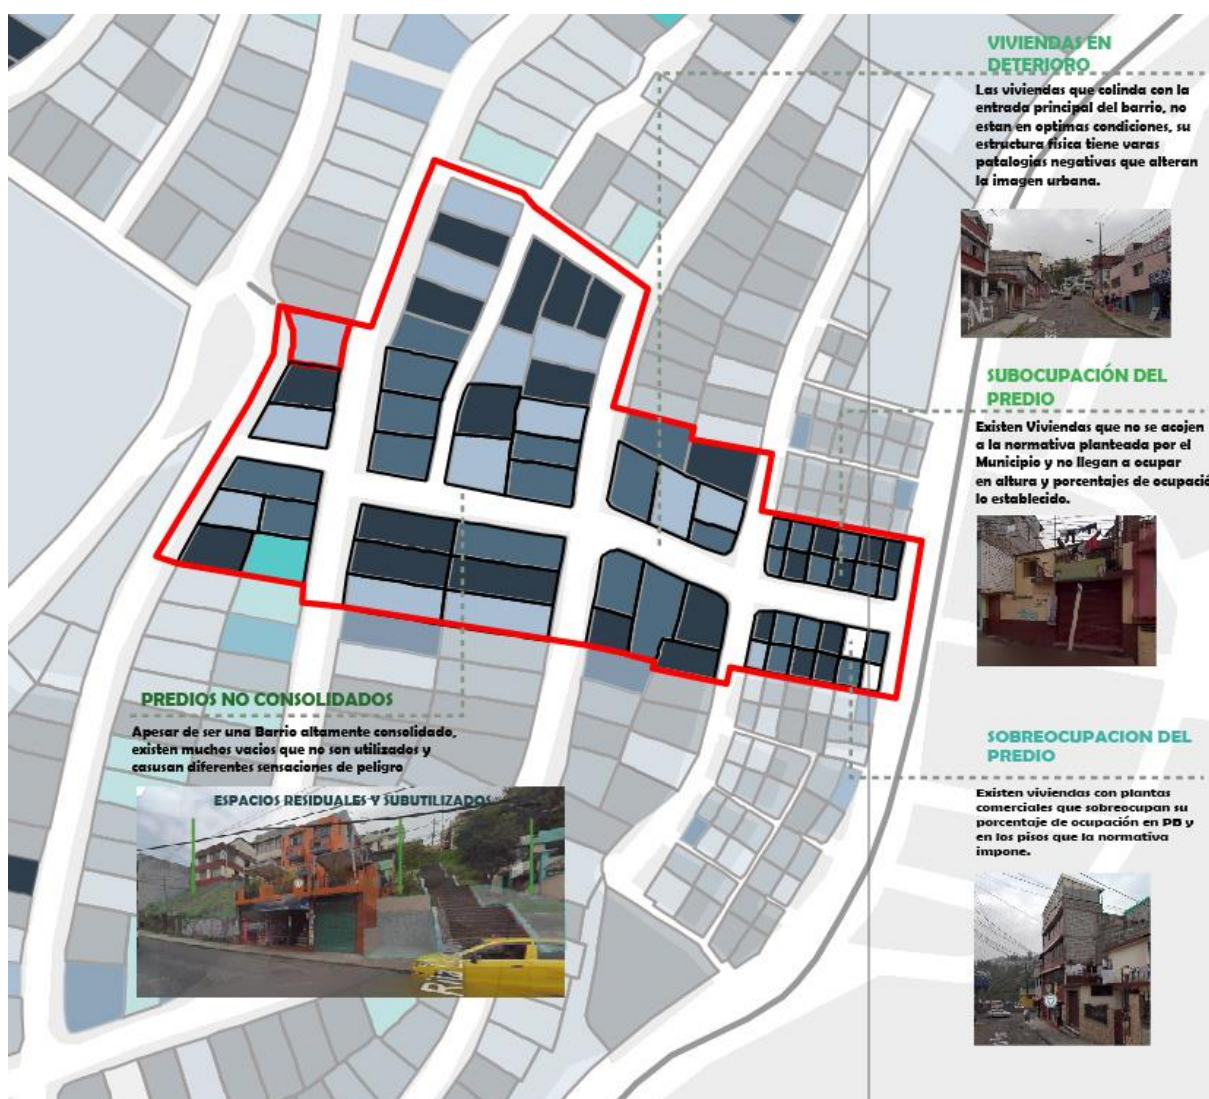 VIVIENDAS EN
DETERIORO
Las viviendas que colinda con la
entrada principal del barrio, no
estan en optimas condiciones, su
estructura física tiene varas
patalogías negativas que alteran
la imagen urbana.
SUBOCUPACIÓN DEL
PREDIO
Existen Viviendas que no se acojen
a la normativa planteada por el
Municipio y no llegan a ocupar
en altura y porcentajes de ocupació
lo establecido.
SOBREOCUPACION DEL
PREDIO
Existen viviendas con plantas
comerciales que sobreocupan su
porcentaje de ocupación en PB y
en los pisos que la normativa
impone.
PREDIOS NO CONSOLIDADOS
Apesar de ser una Barrio altamente consolidado,
existen muchos vacios que no son utilizados y
casusan diferentes sensaciones de peligro
ESPACIOS RESIDUALES Y SUBUTILIZADOS